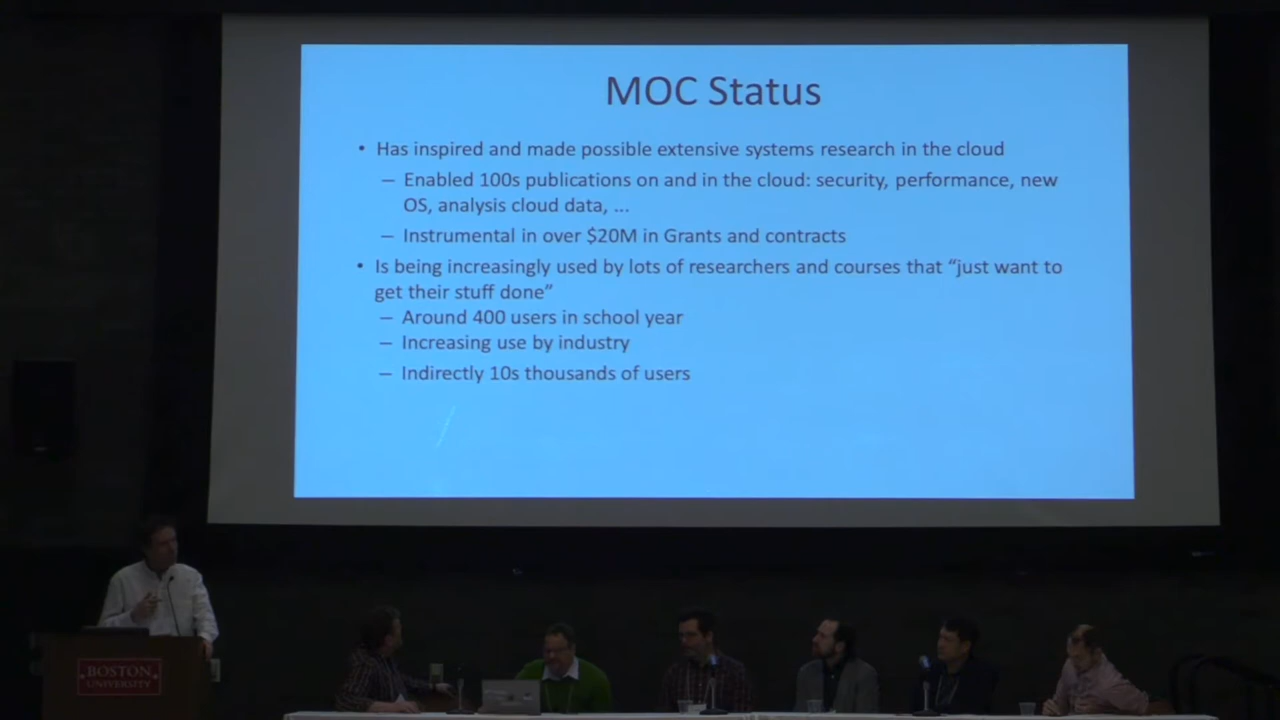 MOC Status
• Has inspired and made possible extensive systems research in the cloud
– Enabled 100s publications on and in the cloud: security, performance, new
OS, analysis cloud data, ...
– Instrumental in over $20M in Grants and contracts
• Is being increasingly used by lots of researchers and courses that “just want to
get their stuff done”
– Around 400 users in school year
– Increasing use by industry
– Indirectly 10s thousands of users
BOSTON
UNIVERSITY